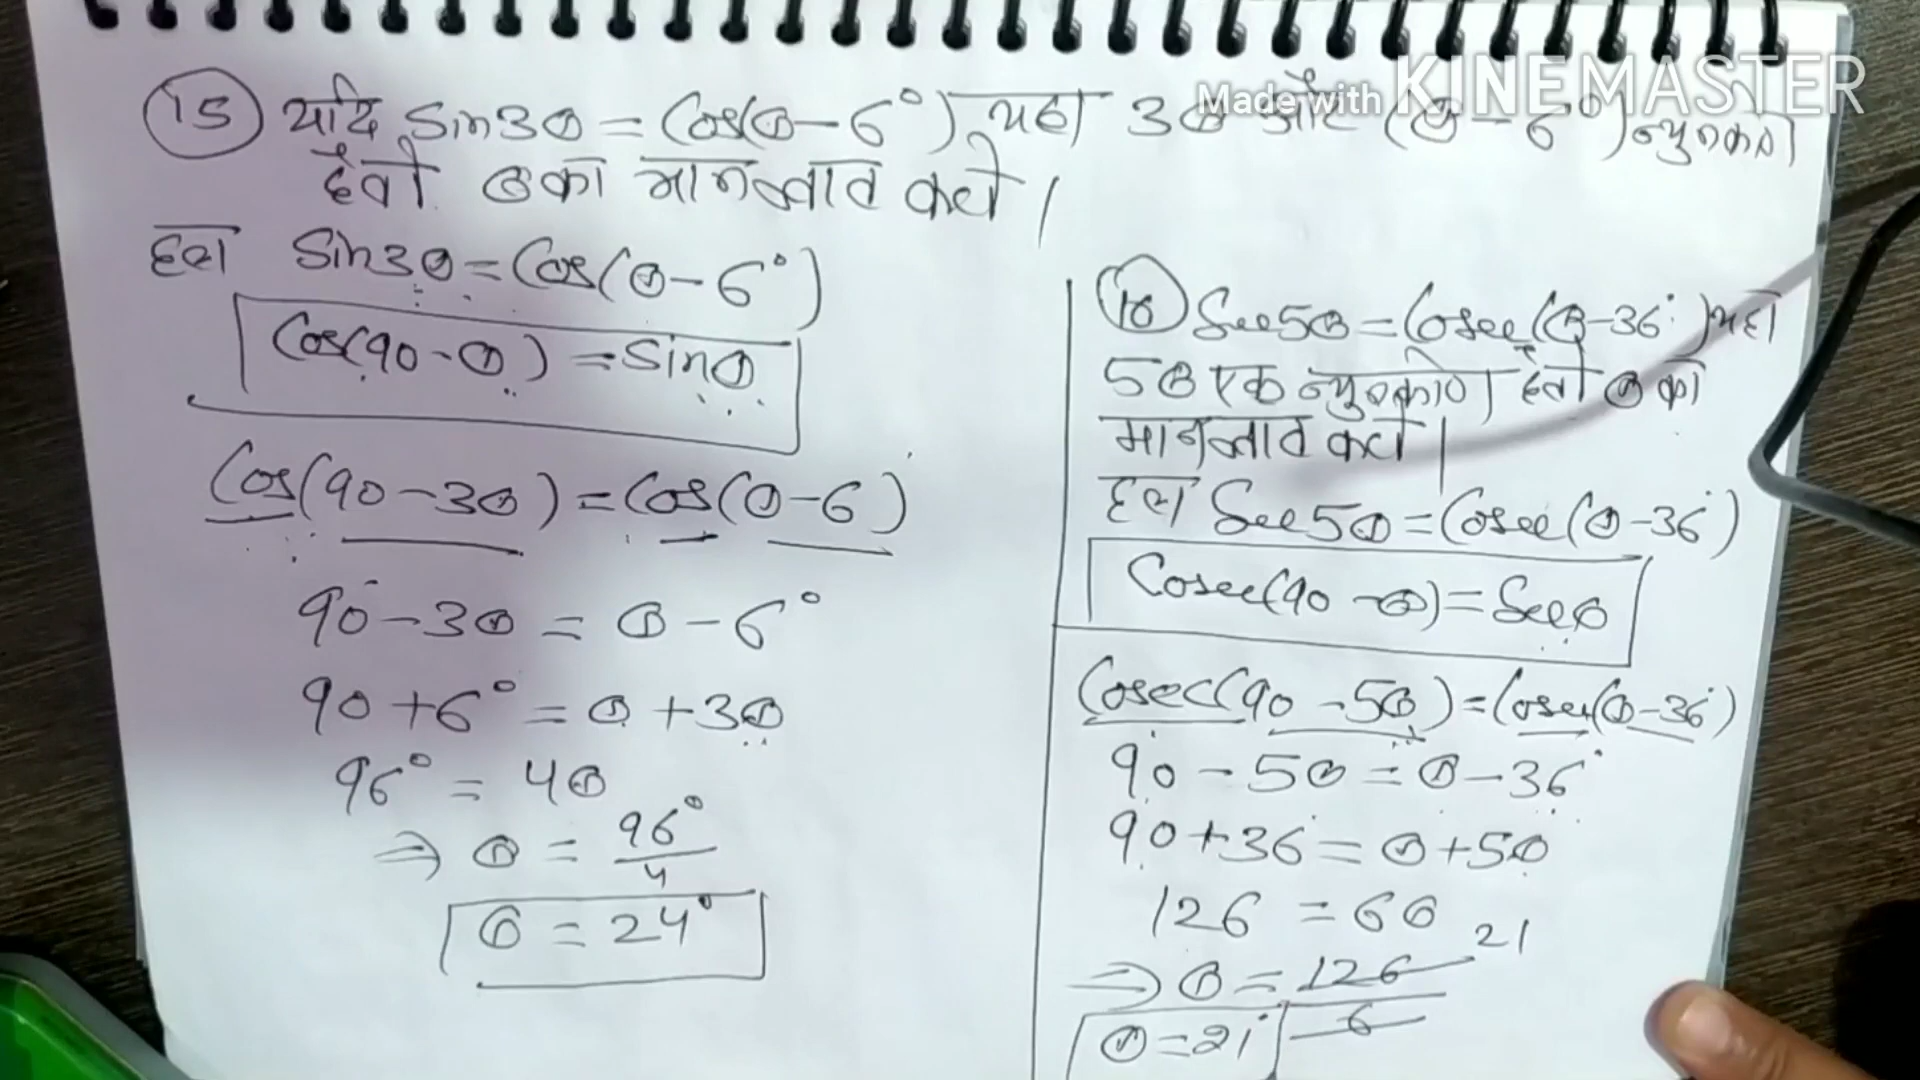 Made with KINEMASTER
15 यदि Sin3θ = Cos(θ-6°) यहा 3θ और (θ-6°) न्युनकोण
है तो θ का मान ज्ञात करो।
हल Sin3θ = Cos(θ-6°)
Cos(90-θ) = Sinθ
Cos(90-3θ) = Cos(θ-6)
90-3θ = θ-6°
90+6° = θ+3θ
96° = 4θ
⇒ θ = 96°/4
θ = 24°
16 Sec5θ = Cosec(θ-36°) यहा
5θ एक न्युनकोण है तो θ का
मान ज्ञात करो।
हल Sec5θ = Cosec(θ-36°)
Cosec(90-θ) = Secθ
Cosec(90-5θ) = Cosec(θ-36°)
90-5θ = θ-36°
90+36 = θ+5θ
126 = 6θ
⇒ θ = 126/6 21
θ = 21°